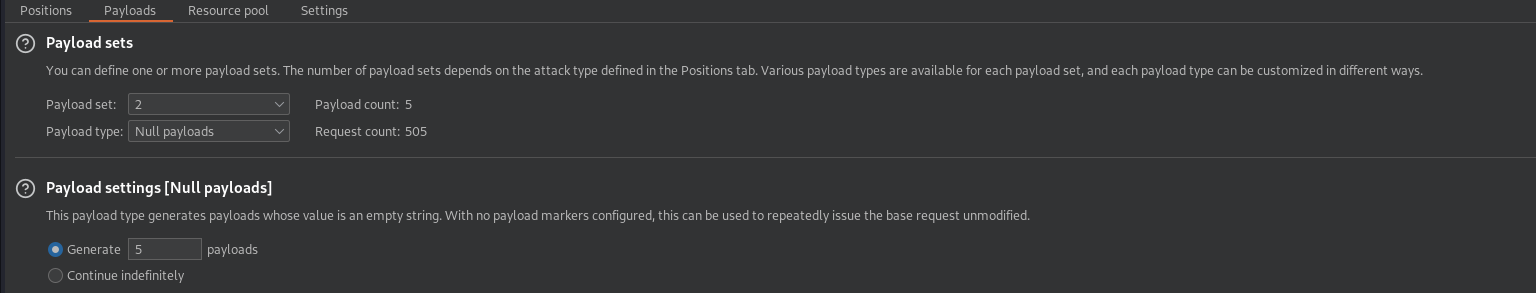 Positions Payloads Resource pool Settings
? Payload sets
You can define one or more payload sets. The number of payload sets depends on the attack type defined in the Positions tab. Various payload types are available for each payload set, and each payload type can be customized in different ways.
Payload set: 2 Payload count: 5
Payload type: Null payloads Request count: 505
? Payload settings [Null payloads]
This payload type generates payloads whose value is an empty string. With no payload markers configured, this can be used to repeatedly issue the base request unmodified.
Generate 5 payloads
Continue indefinitely